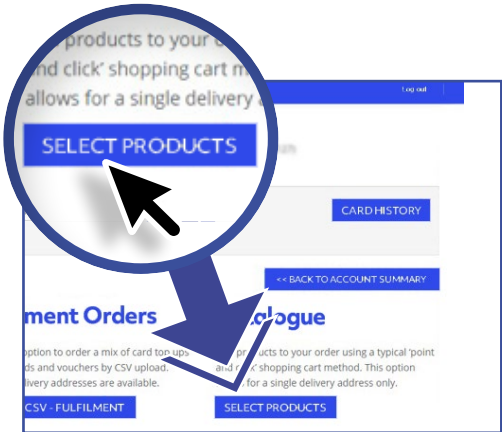 products to your
and click' shopping cart m
allows for a single delivery
SELECT PRODUCTS
Log out
CARD HISTORY
<< BACK TO ACCOUNT SUMMARY
ment Orders
alogue
option to order a mix of card top ups
ds and vouchers by CSV upload.
livery addresses are available.
CSV - FULFILMENT
ucts to your order using a typical 'point
and click' shopping cart method. This option
for a single delivery address only.
SELECT PRODUCTS